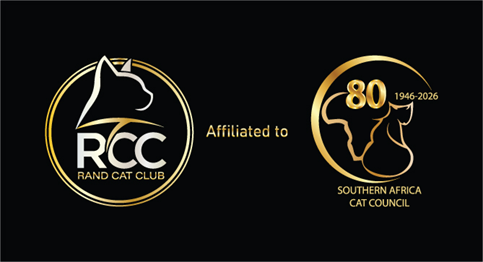 RCC
RAND CAT CLUB
Affiliated to
80
1946-2026
SOUTHERN AFRICA
CAT COUNCIL